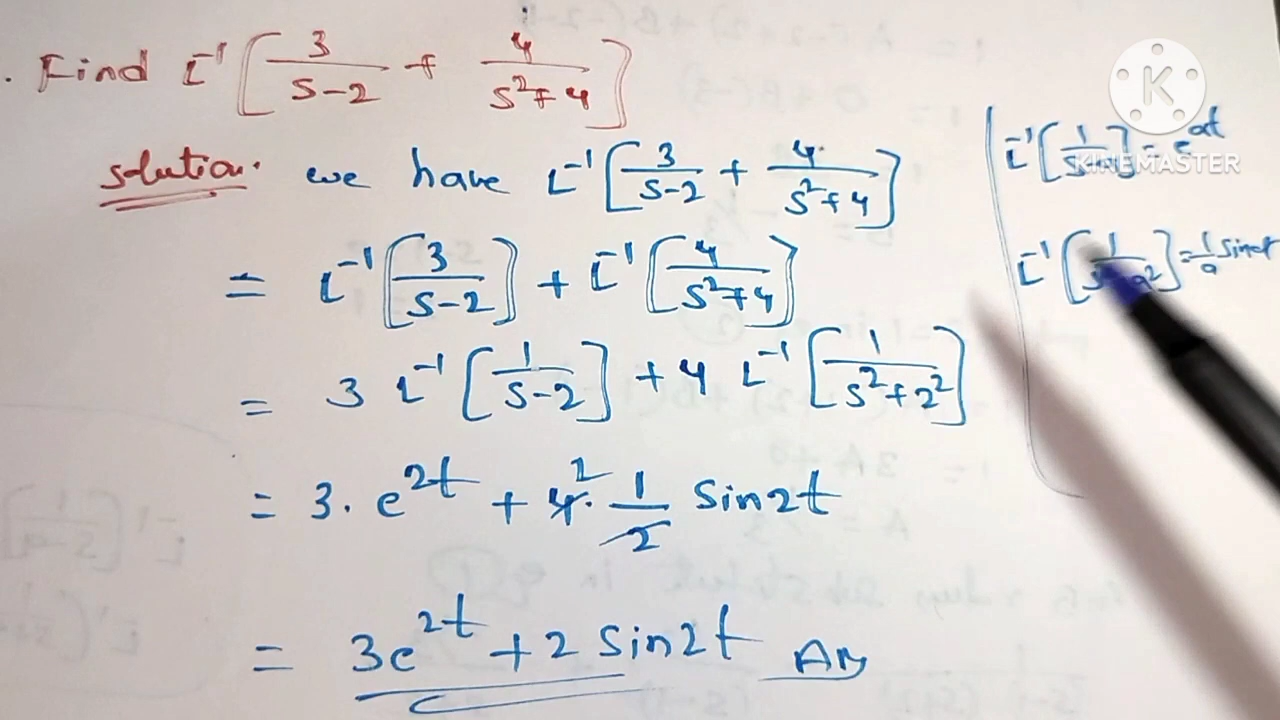 . Find L⁻¹[3/(s-2) + 4/(s²+4)]
solution. we have L⁻¹[3/(s-2) + 4/(s²+4)]
= L⁻¹[3/(s-2)] + L⁻¹[4/(s²+4)]
= 3 L⁻¹[1/(s-2)] + 4 L⁻¹[1/(s²+2²)]
= 3. e^2t + 4. 2 1/2 sin2t
= 3e^2t + 2 sin2t Ans
K
KINEMASTER
L⁻¹[1/ ] = e^at
L⁻¹[1/ a²] = 1/a sinat